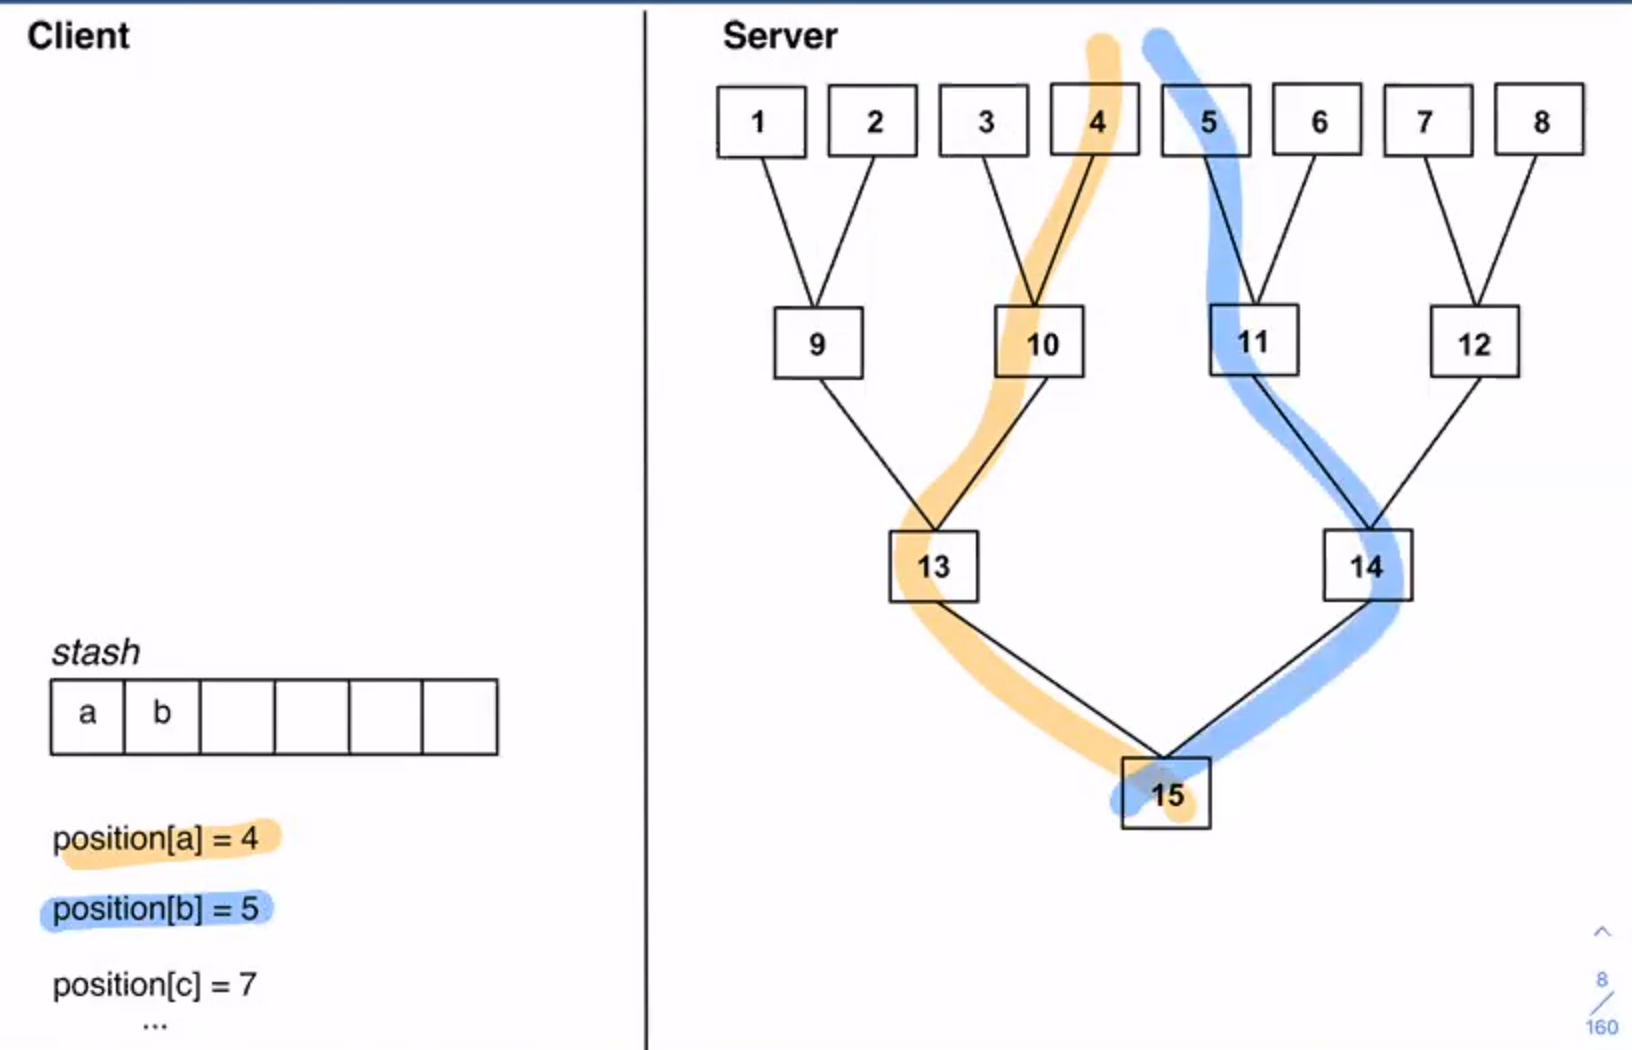 Client
Server
1 2 3 4 5 6 7 8
9 10 11 12
13 14
stash
a b
15
position[a] = 4
position[b] = 5
position[c] = 7
...
8
/
160